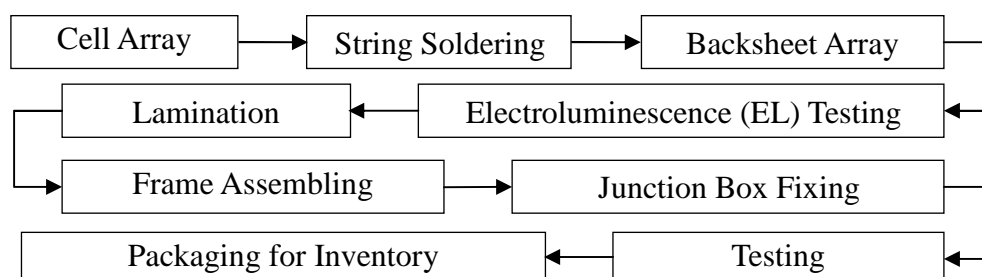 Cell Array
String Soldering
Backsheet Array
Electroluminescence (EL) Testing
Lamination
Frame Assembling
Junction Box Fixing
Testing
Packaging for Inventory